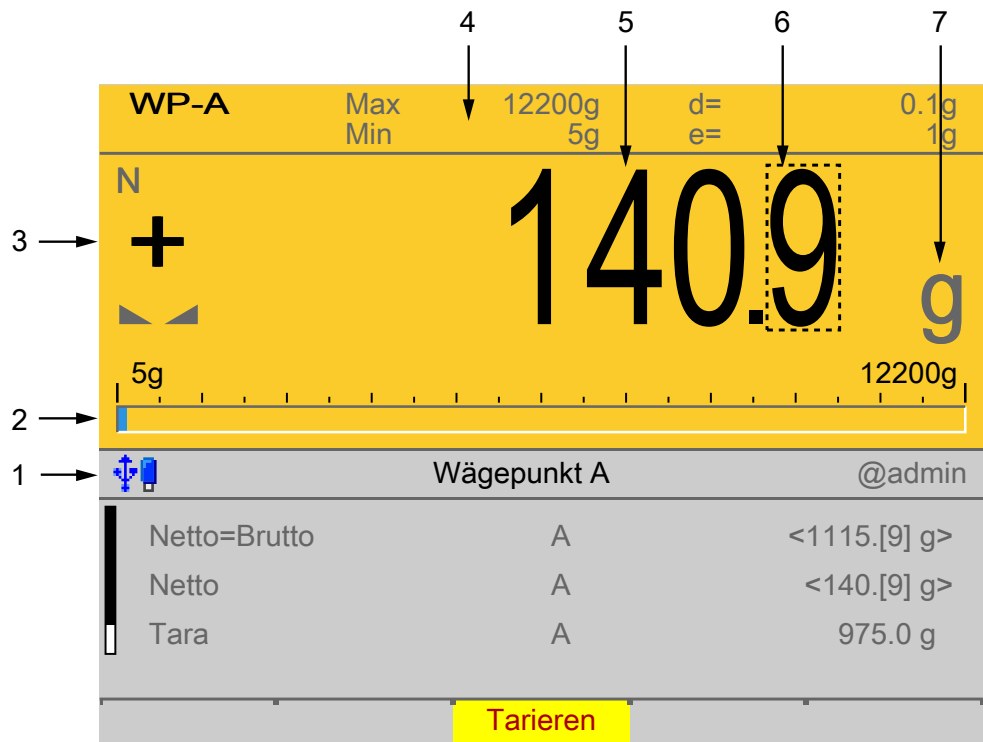 4 5 6 7
WP-A Max 12200g d= 0.1g
Min 5g e= 1g
N
3 + 140.9 g
5g 12200g
2
1 Wägepunkt A @admin
Netto=Brutto A <1115.[9] g>
Netto A <140.[9] g>
Tara A 975.0 g
Tarieren